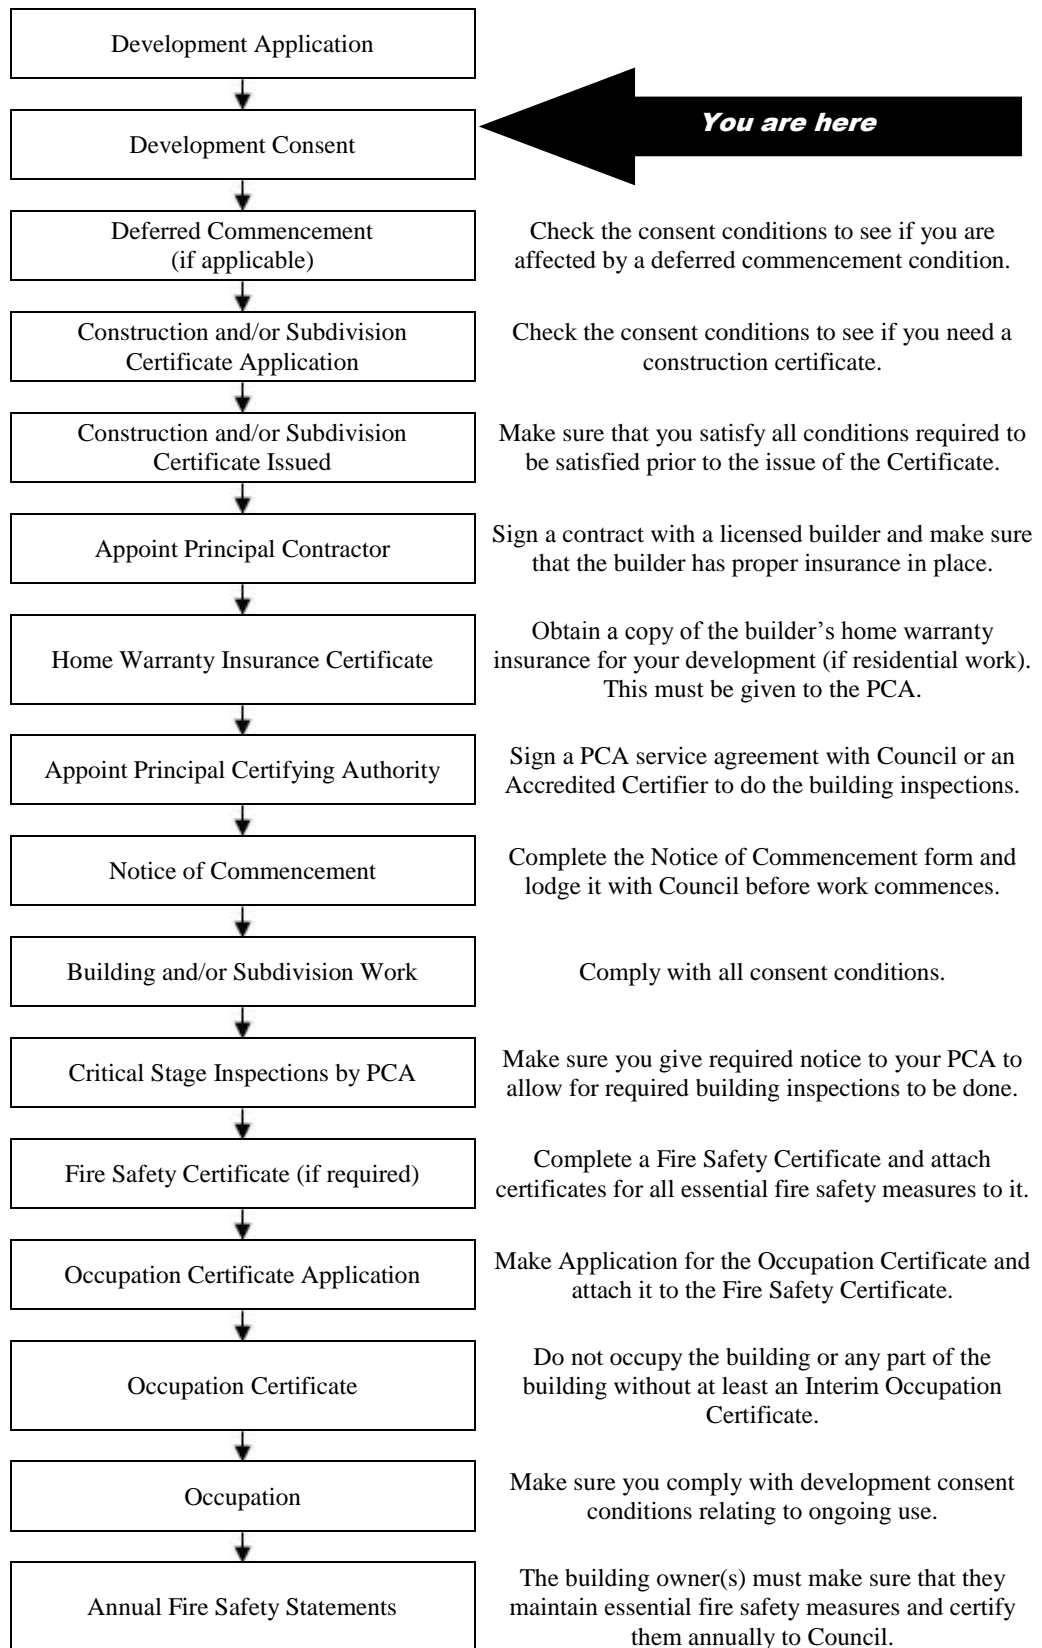 Development Application
Development Consent
You are here
Deferred Commencement
(if applicable)
Check the consent conditions to see if you are
affected by a deferred commencement condition.
Construction and/or Subdivision
Certificate Application
Check the consent conditions to see if you need a
construction certificate.
Construction and/or Subdivision
Certificate Issued
Make sure that you satisfy all conditions required to
be satisfied prior to the issue of the Certificate.
Appoint Principal Contractor
Sign a contract with a licensed builder and make sure
that the builder has proper insurance in place.
Home Warranty Insurance Certificate
Obtain a copy of the builder’s home warranty
insurance for your development (if residential work).
This must be given to the PCA.
Appoint Principal Certifying Authority
Sign a PCA service agreement with Council or an
Accredited Certifier to do the building inspections.
Notice of Commencement
Complete the Notice of Commencement form and
lodge it with Council before work commences.
Building and/or Subdivision Work
Comply with all consent conditions.
Critical Stage Inspections by PCA
Make sure you give required notice to your PCA to
allow for required building inspections to be done.
Fire Safety Certificate (if required)
Complete a Fire Safety Certificate and attach
certificates for all essential fire safety measures to it.
Occupation Certificate Application
Make Application for the Occupation Certificate and
attach it to the Fire Safety Certificate.
Occupation Certificate
Do not occupy the building or any part of the
building without at least an Interim Occupation
Certificate.
Occupation
Make sure you comply with development consent
conditions relating to ongoing use.
Annual Fire Safety Statements
The building owner(s) must make sure that they
maintain essential fire safety measures and certify
them annually to Council.